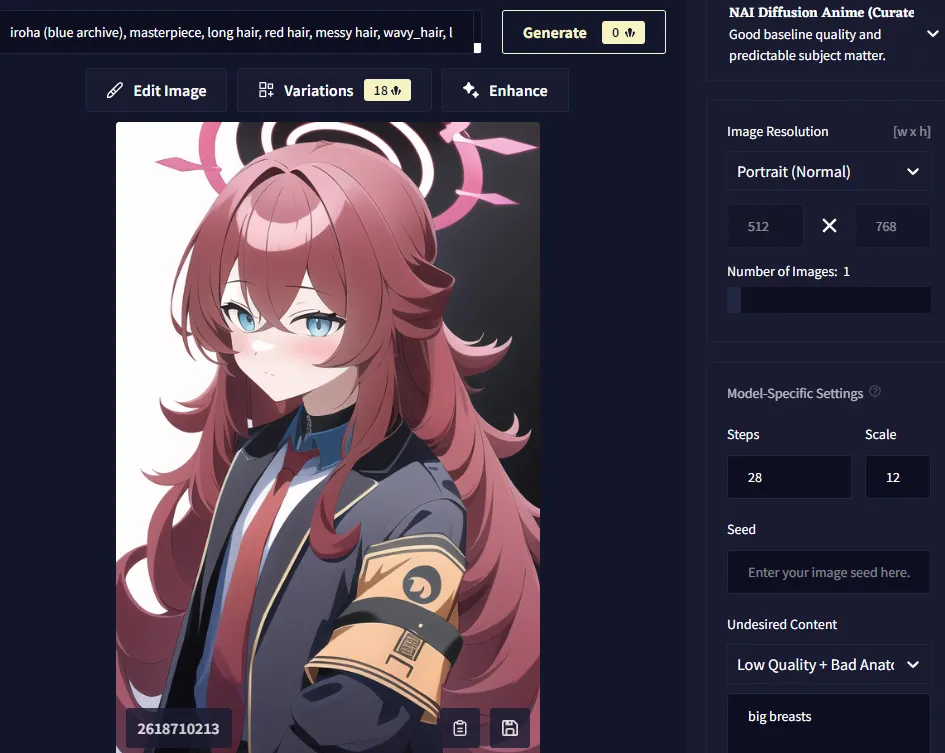 iroha (blue archive), masterpiece, long hair, red hair, messy hair, wavy_hair, l
Generate 0
NAI Diffusion Anime (Curate
Good baseline quality and
predictable subject matter.
Edit Image
Variations 18
Enhance
Image Resolution [w x h]
Portrait (Normal)
512 768
Number of Images: 1
Model-Specific Settings
Steps Scale
28 12
Seed
Enter your image seed here.
Undesired Content
Low Quality + Bad Anato
big breasts
2618710213